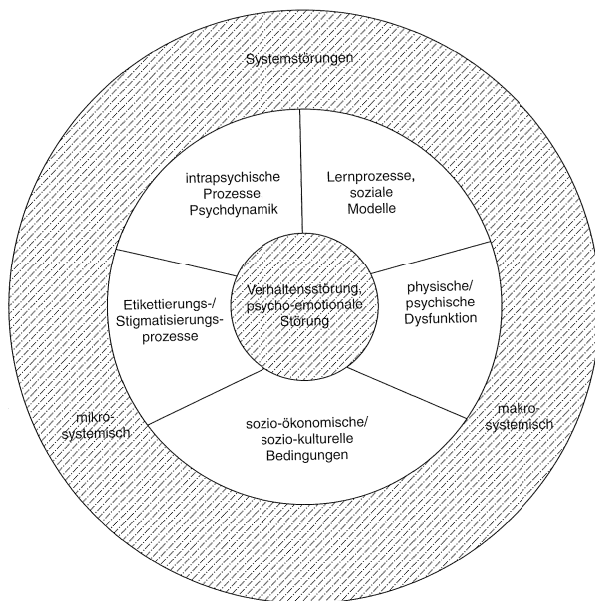 Systemstörungen
intrapsychische
Prozesse
Psychdynamik
Lernprozesse,
soziale
Modelle
Etikettierungs-/
Stigmatisierungs-
prozesse
Verhaltensstörung,
psycho-emotionale
Störung
physische/
psychische
Dysfunktion
mikro-
systemisch
sozio-ökonomische/
sozio-kulturelle
Bedingungen
makro-
systemisch